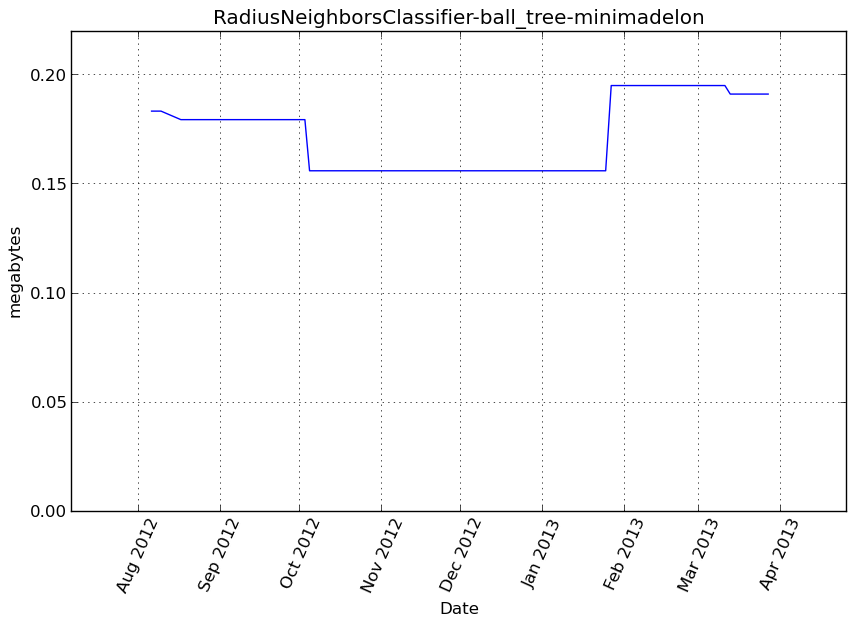 RadiusNeighborsClassifier-ball_tree-minimadelon
0.20
0.15
0.10
0.05
0.00
megabytes
Aug 2012
Sep 2012
Oct 2012
Nov 2012
Dec 2012
Jan 2013
Feb 2013
Mar 2013
Apr 2013
Date